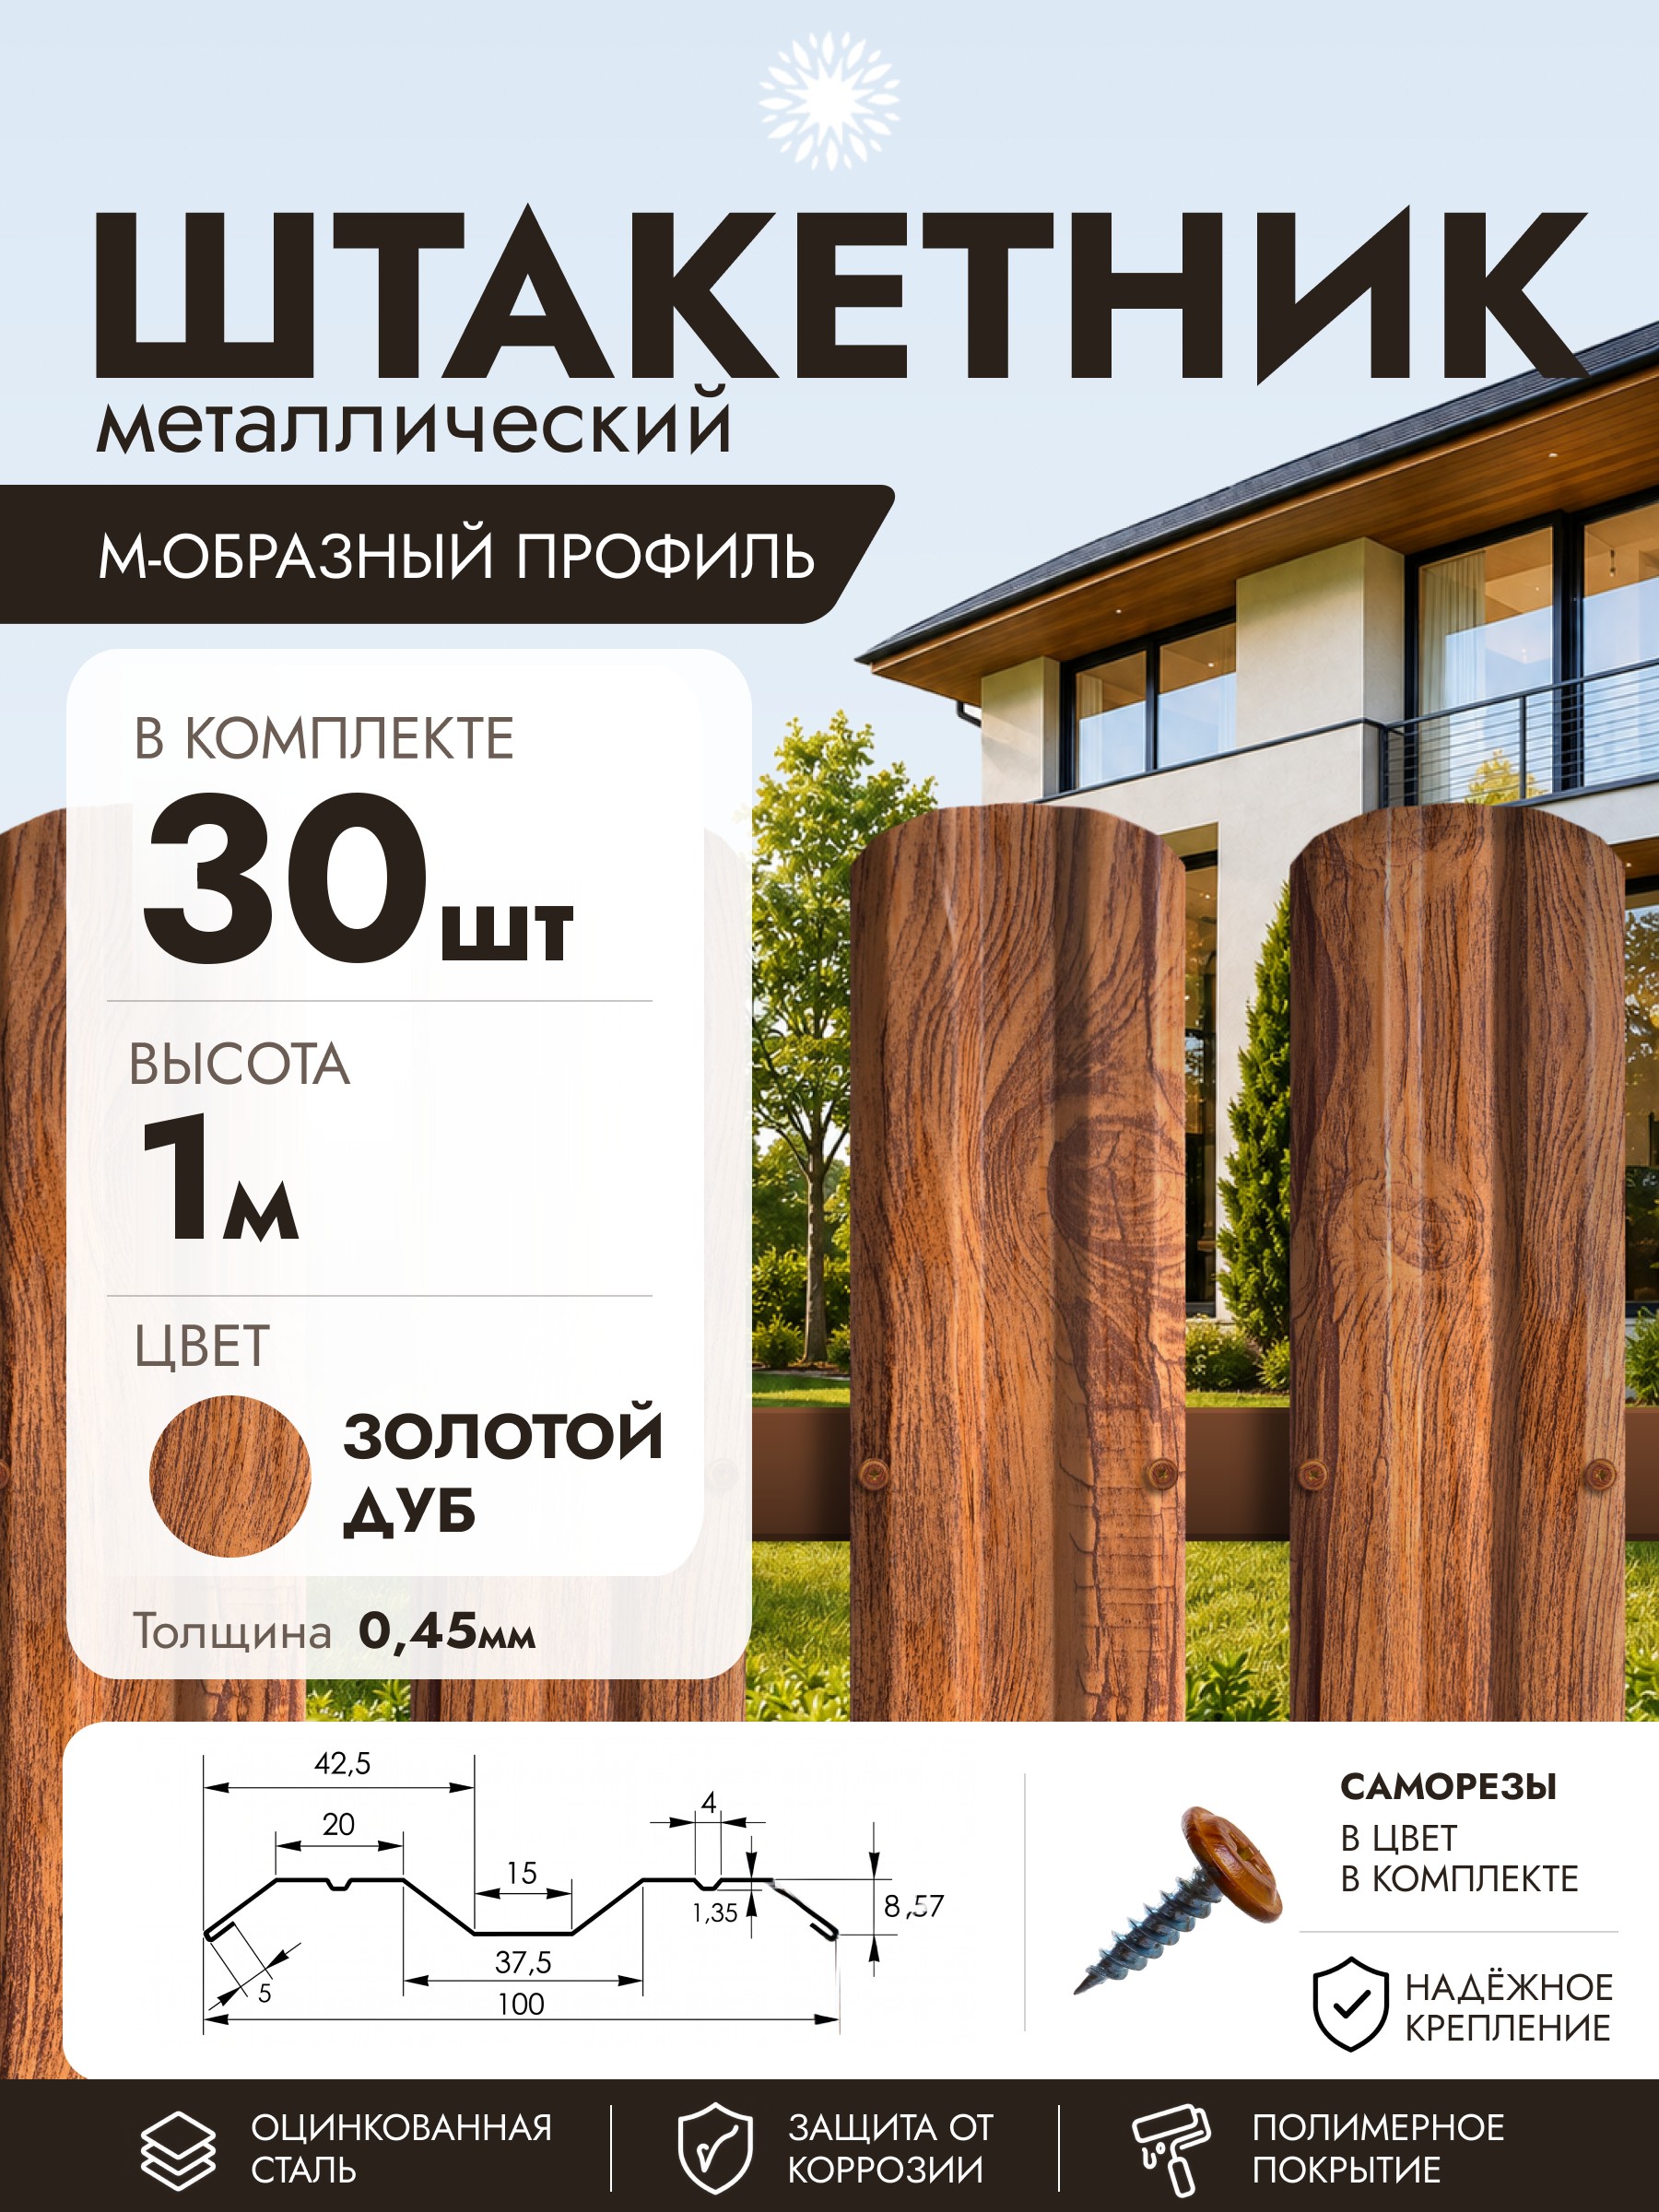 ШТАКЕТНИК
металлический
М-ОБРАЗНЫЙ ПРОФИЛЬ
В КОМПЛЕКТЕ
30 шт
ВЫСОТА
1м
ЦВЕТ
ЗОЛОТОЙ
ДУБ
Толщина 0,45мм
42,5
20
4
15
1,35
8,57
37,5
5
100
САМОРЕЗЫ
В ЦВЕТ
В КОМПЛЕКТЕ
НАДЁЖНОЕ
КРЕПЛЕНИЕ
ОЦИНКОВАННАЯ
СТАЛЬ
ЗАЩИТА ОТ
КОРРОЗИИ
ПОЛИМЕРНОЕ
ПОКРЫТИЕ